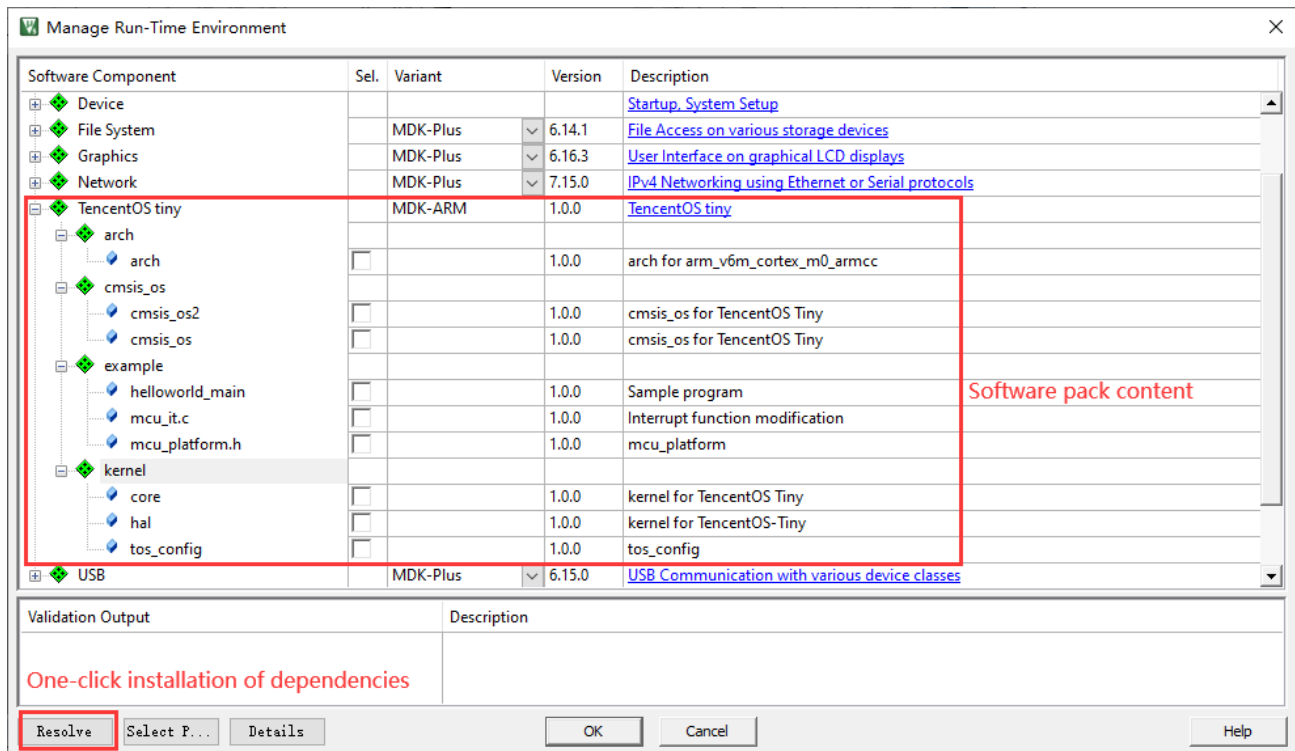 Manage Run-Time Environment
Software Component Sel. Variant Version Description
Device Startup, System Setup
File System MDK-Plus 6.14.1 File Access on various storage devices
Graphics MDK-Plus 6.16.3 User Interface on graphical LCD displays
Network MDK-Plus 7.15.0 IPv4 Networking using Ethernet or Serial protocols
TencentOS tiny MDK-ARM 1.0.0 TencentOS tiny
arch
arch 1.0.0 arch for arm_v6m_cortex_m0_armcc
cmsis_os
cmsis_os2 1.0.0 cmsis_os for TencentOS Tiny
cmsis_os 1.0.0 cmsis_os for TencentOS Tiny
example
helloworld_main 1.0.0 Sample program Software pack content
mcu_it.c 1.0.0 Interrupt function modification
mcu_platform.h 1.0.0 mcu_platform
kernel
core 1.0.0 kernel for TencentOS Tiny
hal 1.0.0 kernel for TencentOS-Tiny
tos_config 1.0.0 tos_config
USB MDK-Plus 6.15.0 USB Communication with various device classes
Validation Output Description
One-click installation of dependencies
Resolve Select P... Details OK Cancel Help